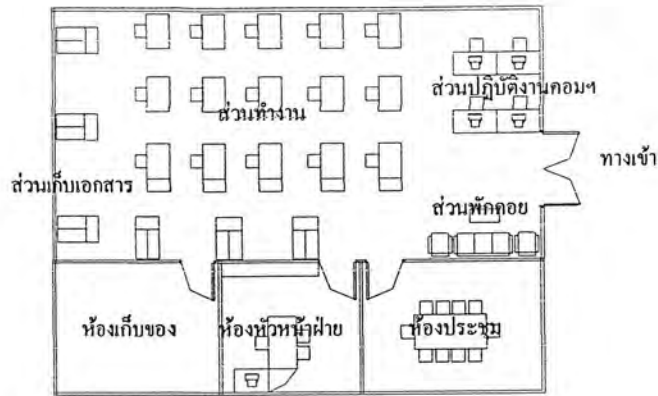 ส่วนปฏิบัติงานคอมฯ
ส่วนทำงาน
ทางเข้า
ส่วนเก็บเอกสาร
ส่วนพักคอย
ห้องเก็บของ
ห้องหัวหน้าฝ่าย
ห้องประชุม